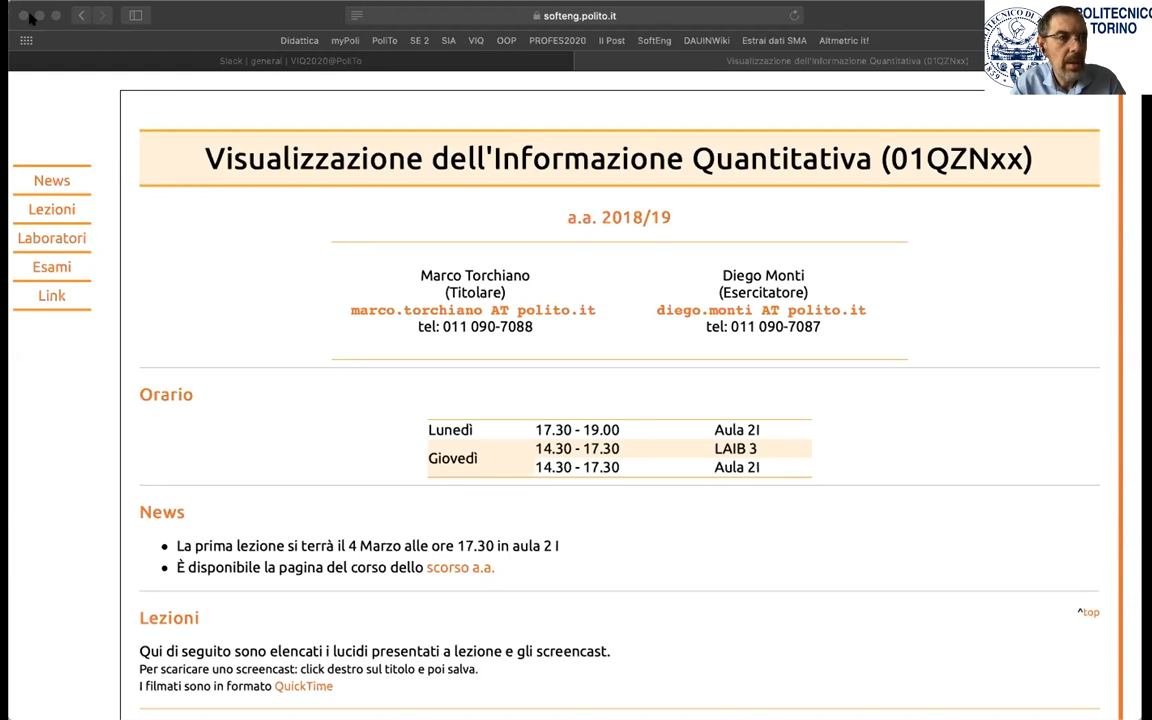 softeng.polito.it
Didattica myPoli PoliTo SE 2 SIA VIQ OOP PROFES2020 Il Post SoftEng DAUINWiki Estrai dati SMA Altmetric it!
Slack | general | VIQ2020@PoliTo Visualizzazione dell'Informazione Quantitativa (01QZNxx)
POLITECNICO
DI TORINO
1859
Visualizzazione dell'Informazione Quantitativa (01QZNxx)
News
Lezioni
Laboratori
Esami
Link
a.a. 2018/19
Marco Torchiano Diego Monti
(Titolare) (Esercitatore)
marco.torchiano AT polito.it diego.monti AT polito.it
tel: 011 090-7088 tel: 011 090-7087
Orario
Lunedì 17.30 - 19.00 Aula 2I
Giovedì 14.30 - 17.30 LAIB 3
14.30 - 17.30 Aula 2I
News
• La prima lezione si terrà il 4 Marzo alle ore 17.30 in aula 2 I
• È disponibile la pagina del corso dello scorso a.a.
Lezioni ^top
Qui di seguito sono elencati i lucidi presentati a lezione e gli screencast.
Per scaricare uno screencast: click destro sul titolo e poi salva.
I filmati sono in formato QuickTime